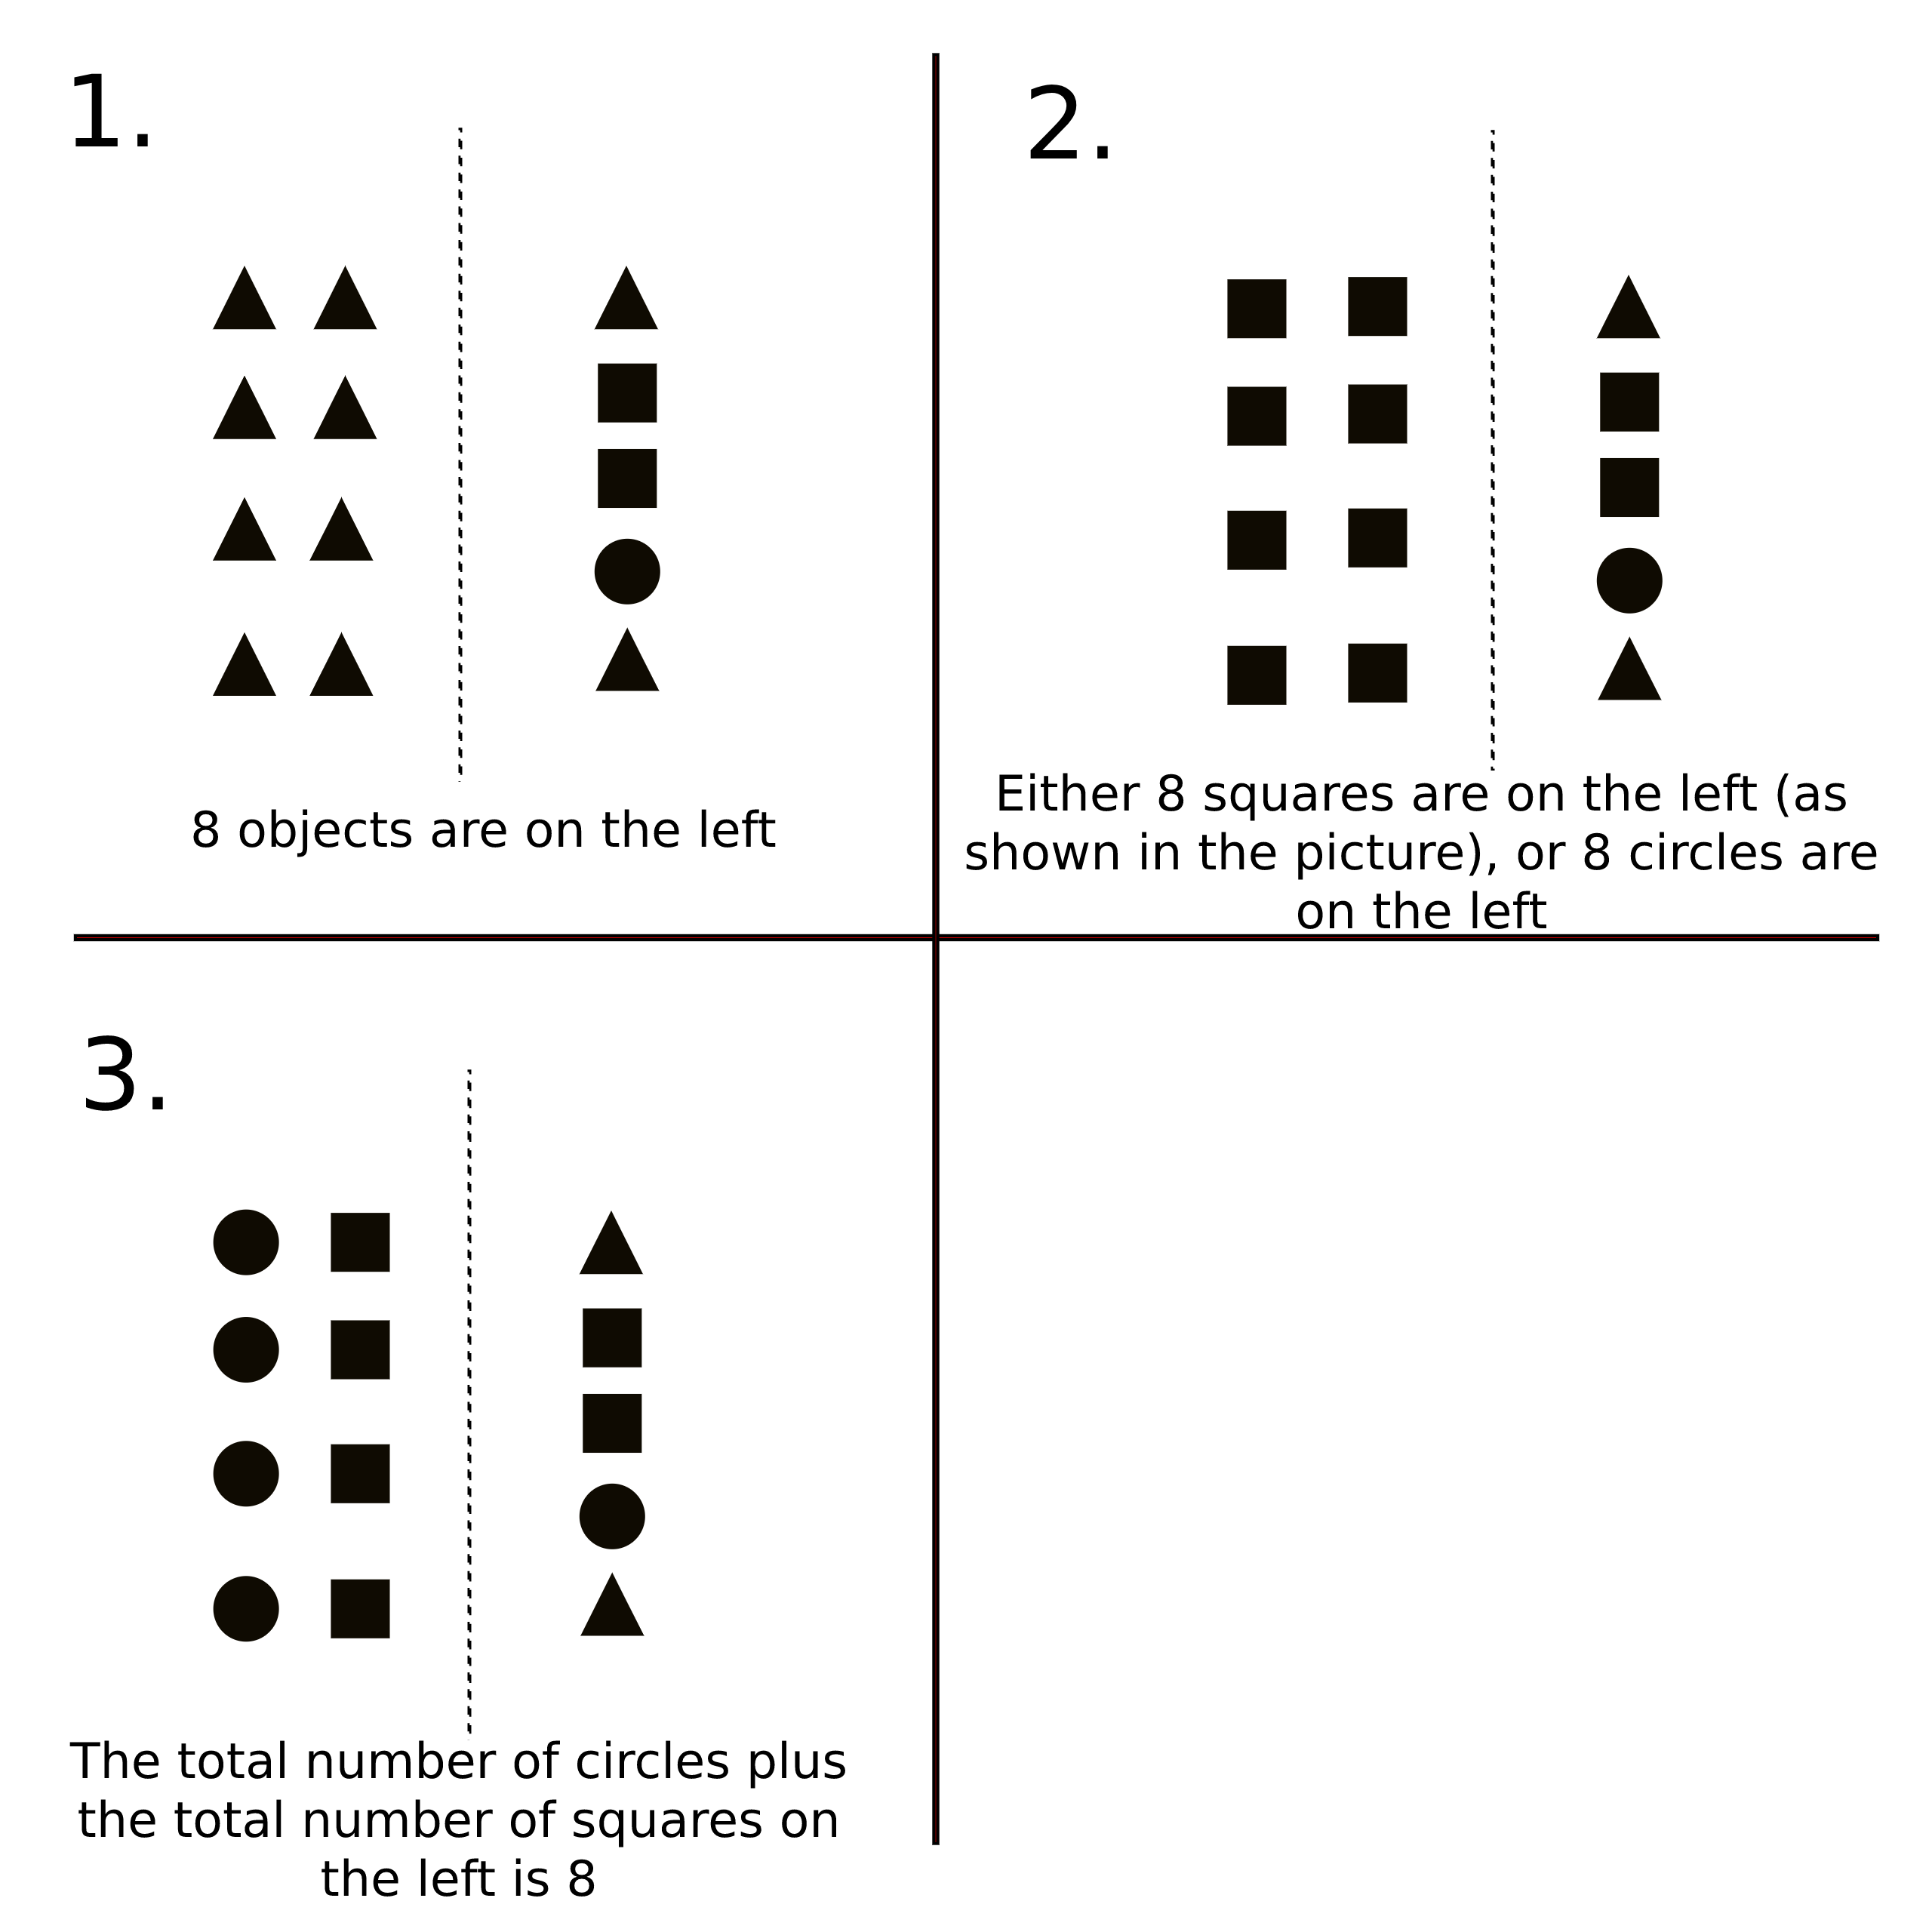 1.
8 objects are on the left
2.
Either 8 squares are on the left (as
shown in the picture), or 8 circles are
on the left
3.
The total number of circles plus
the total number of squares on
the left is 8